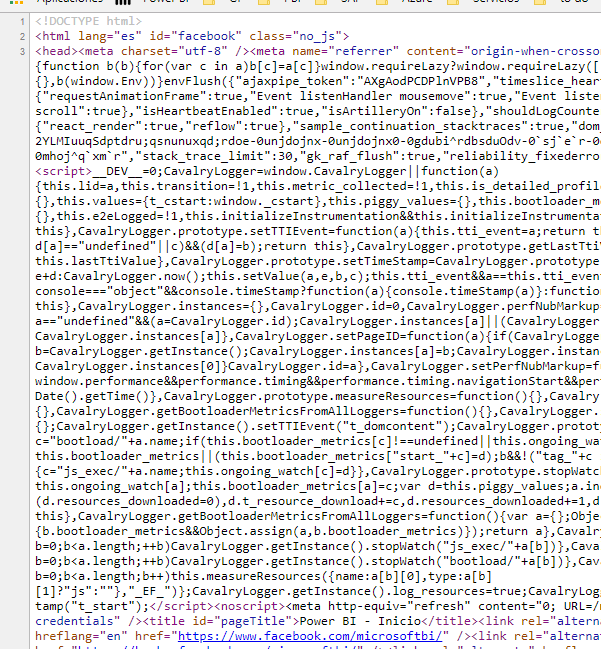 Aplicaciones Power BI GF PBI SAP Azure Servicios to do
1 <!DOCTYPE html>
2 <html lang="es" id="facebook" class="no_js">
3 <head><meta charset="utf-8" /><meta name="referrer" content="origin-when-crosso
{function b(b){for(var c in a)b[c]=a[c]}window.requireLazy?window.requireLazy([
{},b(window.Env))}envFlush({"ajaxpipe_token":"AXgAodPCDPlnVPB8","timeslice_hear
{"requestAnimationFrame":true,"Event listenHandler mousemove":true,"Event liste
scroll":true},"isHeartbeatEnabled":true,"isArtilleryOn":false},"shouldLogCounte
{"react_render":true,"reflow":true},"sample_continuation_stacktraces":true,"dom
2YLMIuuqSdptdru;qsnunuxqd;rdoe-0unjdojnx-0unjdojnx0-0gdubi^rdbsduOdv-0`sj`e`r-0
0mhoj^q`xm`r","stack_trace_limit":30,"gk_raf_flush":true,"reliability_fixederro
<script>__DEV__=0;CavalryLogger=window.CavalryLogger||function(a)
{this.lid=a,this.transition=!1,this.metric_collected=!1,this.is_detailed_profil
{},this.values={t_cstart:window._cstart},this.piggy_values={},this.bootloader_m
{},this.e2eLogged=!1,this.initializeInstrumentation&&this.initializeInstrumenta
this},CavalryLogger.prototype.setTTIEvent=function(a){this.tti_event=a;return th
d[a]=="undefined"||c)&&(d[a]=b);return this},CavalryLogger.prototype.getLastTtiV
this.lastTtiValue},CavalryLogger.prototype.setTimeStamp=CavalryLogger.prototype
e+d:CavalryLogger.now();this.setValue(a,e,b,c);this.tti_event&&a==this.tti_even
console==="object"&&console.timeStamp?function(a){console.timeStamp(a)}:functio
this},CavalryLogger.instances={},CavalryLogger.id=0,CavalryLogger.perfNubMarkup
a=="undefined"&&(a=CavalryLogger.id);CavalryLogger.instances[a]||(CavalryLogger
CavalryLogger.instances[a]},CavalryLogger.setPageID=function(a){if(CavalryLogge
b=CavalryLogger.getInstance();CavalryLogger.instances[a]=b;CavalryLogger.instan
CavalryLogger.instances[0]}CavalryLogger.id=a},CavalryLogger.setPerfNubMarkup=f
window.performance&&performance.timing&&performance.timing.navigationStart&&per
Date().getTime()},CavalryLogger.prototype.measureResources=function(){},Cavalry
{},CavalryLogger.getBootloaderMetricsFromAllLoggers=function(){},CavalryLogger.
{};CavalryLogger.getInstance().setTTIEvent("t_domcontent");CavalryLogger.protot
c="bootload/"+a.name;if(this.bootloader_metrics[c]!==undefined||this.ongoing_wa
this.bootloader_metrics||(this.bootloader_metrics["start_"+c]=d);b&&!("tag_"+c
{c="js_exec/"+a.name;this.ongoing_watch[c]=d}},CavalryLogger.prototype.stopWatch
this.ongoing_watch[a];this.bootloader_metrics[a]=c;var d=this.piggy_values;a.in
(d.resources_downloaded=0),d.t_resource_download+=c,d.resources_downloaded+=1,d
this},CavalryLogger.getBootloaderMetricsFromAllLoggers=function(){var a={};Obje
{b.bootloader_metrics&&Object.assign(a,b.bootloader_metrics)});return a},Cavalr
b=0;b<a.length;++b)CavalryLogger.getInstance().stopWatch("js_exec/"+a[b])},Cava
b=0;b<a.length;++b)CavalryLogger.getInstance().stopWatch("bootload/"+a[b])},Cav
b=0;b<a.length;b++)this.measureResources({name:a[b][0],type:a[b]
[1]?"js":""},"_EF_")};CavalryLogger.getInstance().log_resources=true;CavalryLog
tamp("t_start");</script><noscript><meta http-equiv="refresh" content="0; URL=/m
credentials" /><title id="pageTitle">Power BI - Inicio</title><link rel="altern
hreflang="en" href="https://www.facebook.com/microsoftbi/" /><link rel="alterna